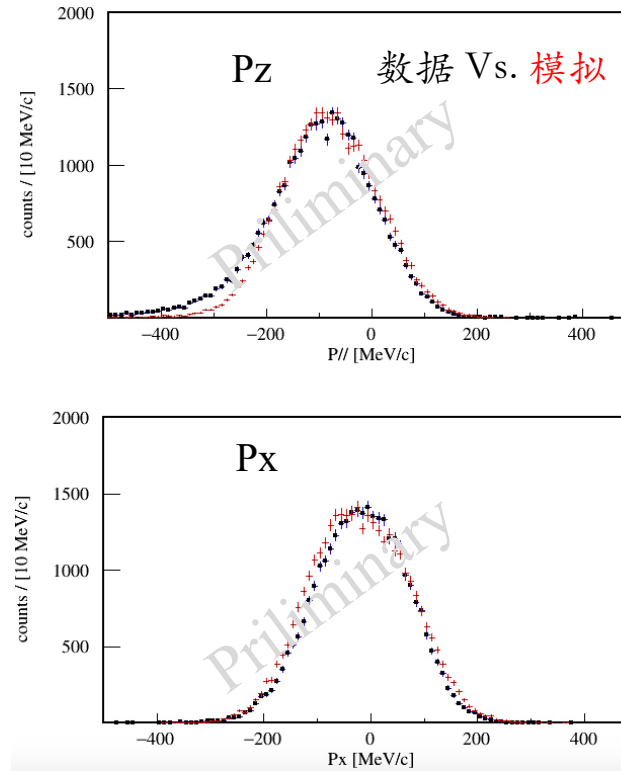 2000
Pz
数据 Vs. 模拟
1500
1000
500
counts / [10 MeV/c]
Priliminary
−400 −200 0 200 400
P// [MeV/c]
2000
Px
1500
1000
500
counts / [10 MeV/c]
Priliminary
−400 −200 0 200 400
Px [MeV/c]